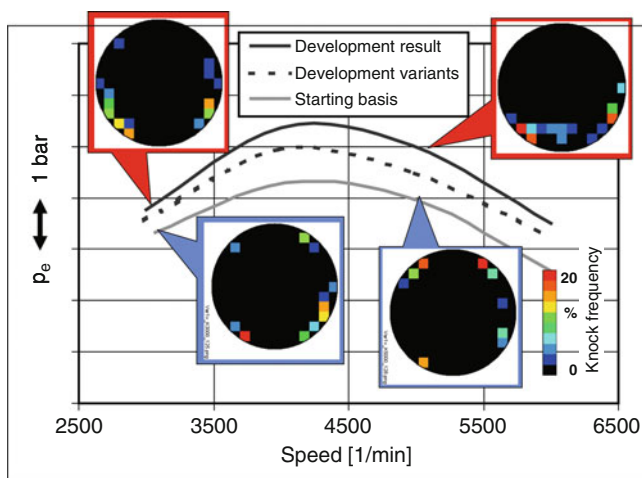 Development result
Development variants
Starting basis
pe ↔ 1 bar
20
%
0
Knock frequency
2500 3500 4500 5500 6500
Speed [1/min]